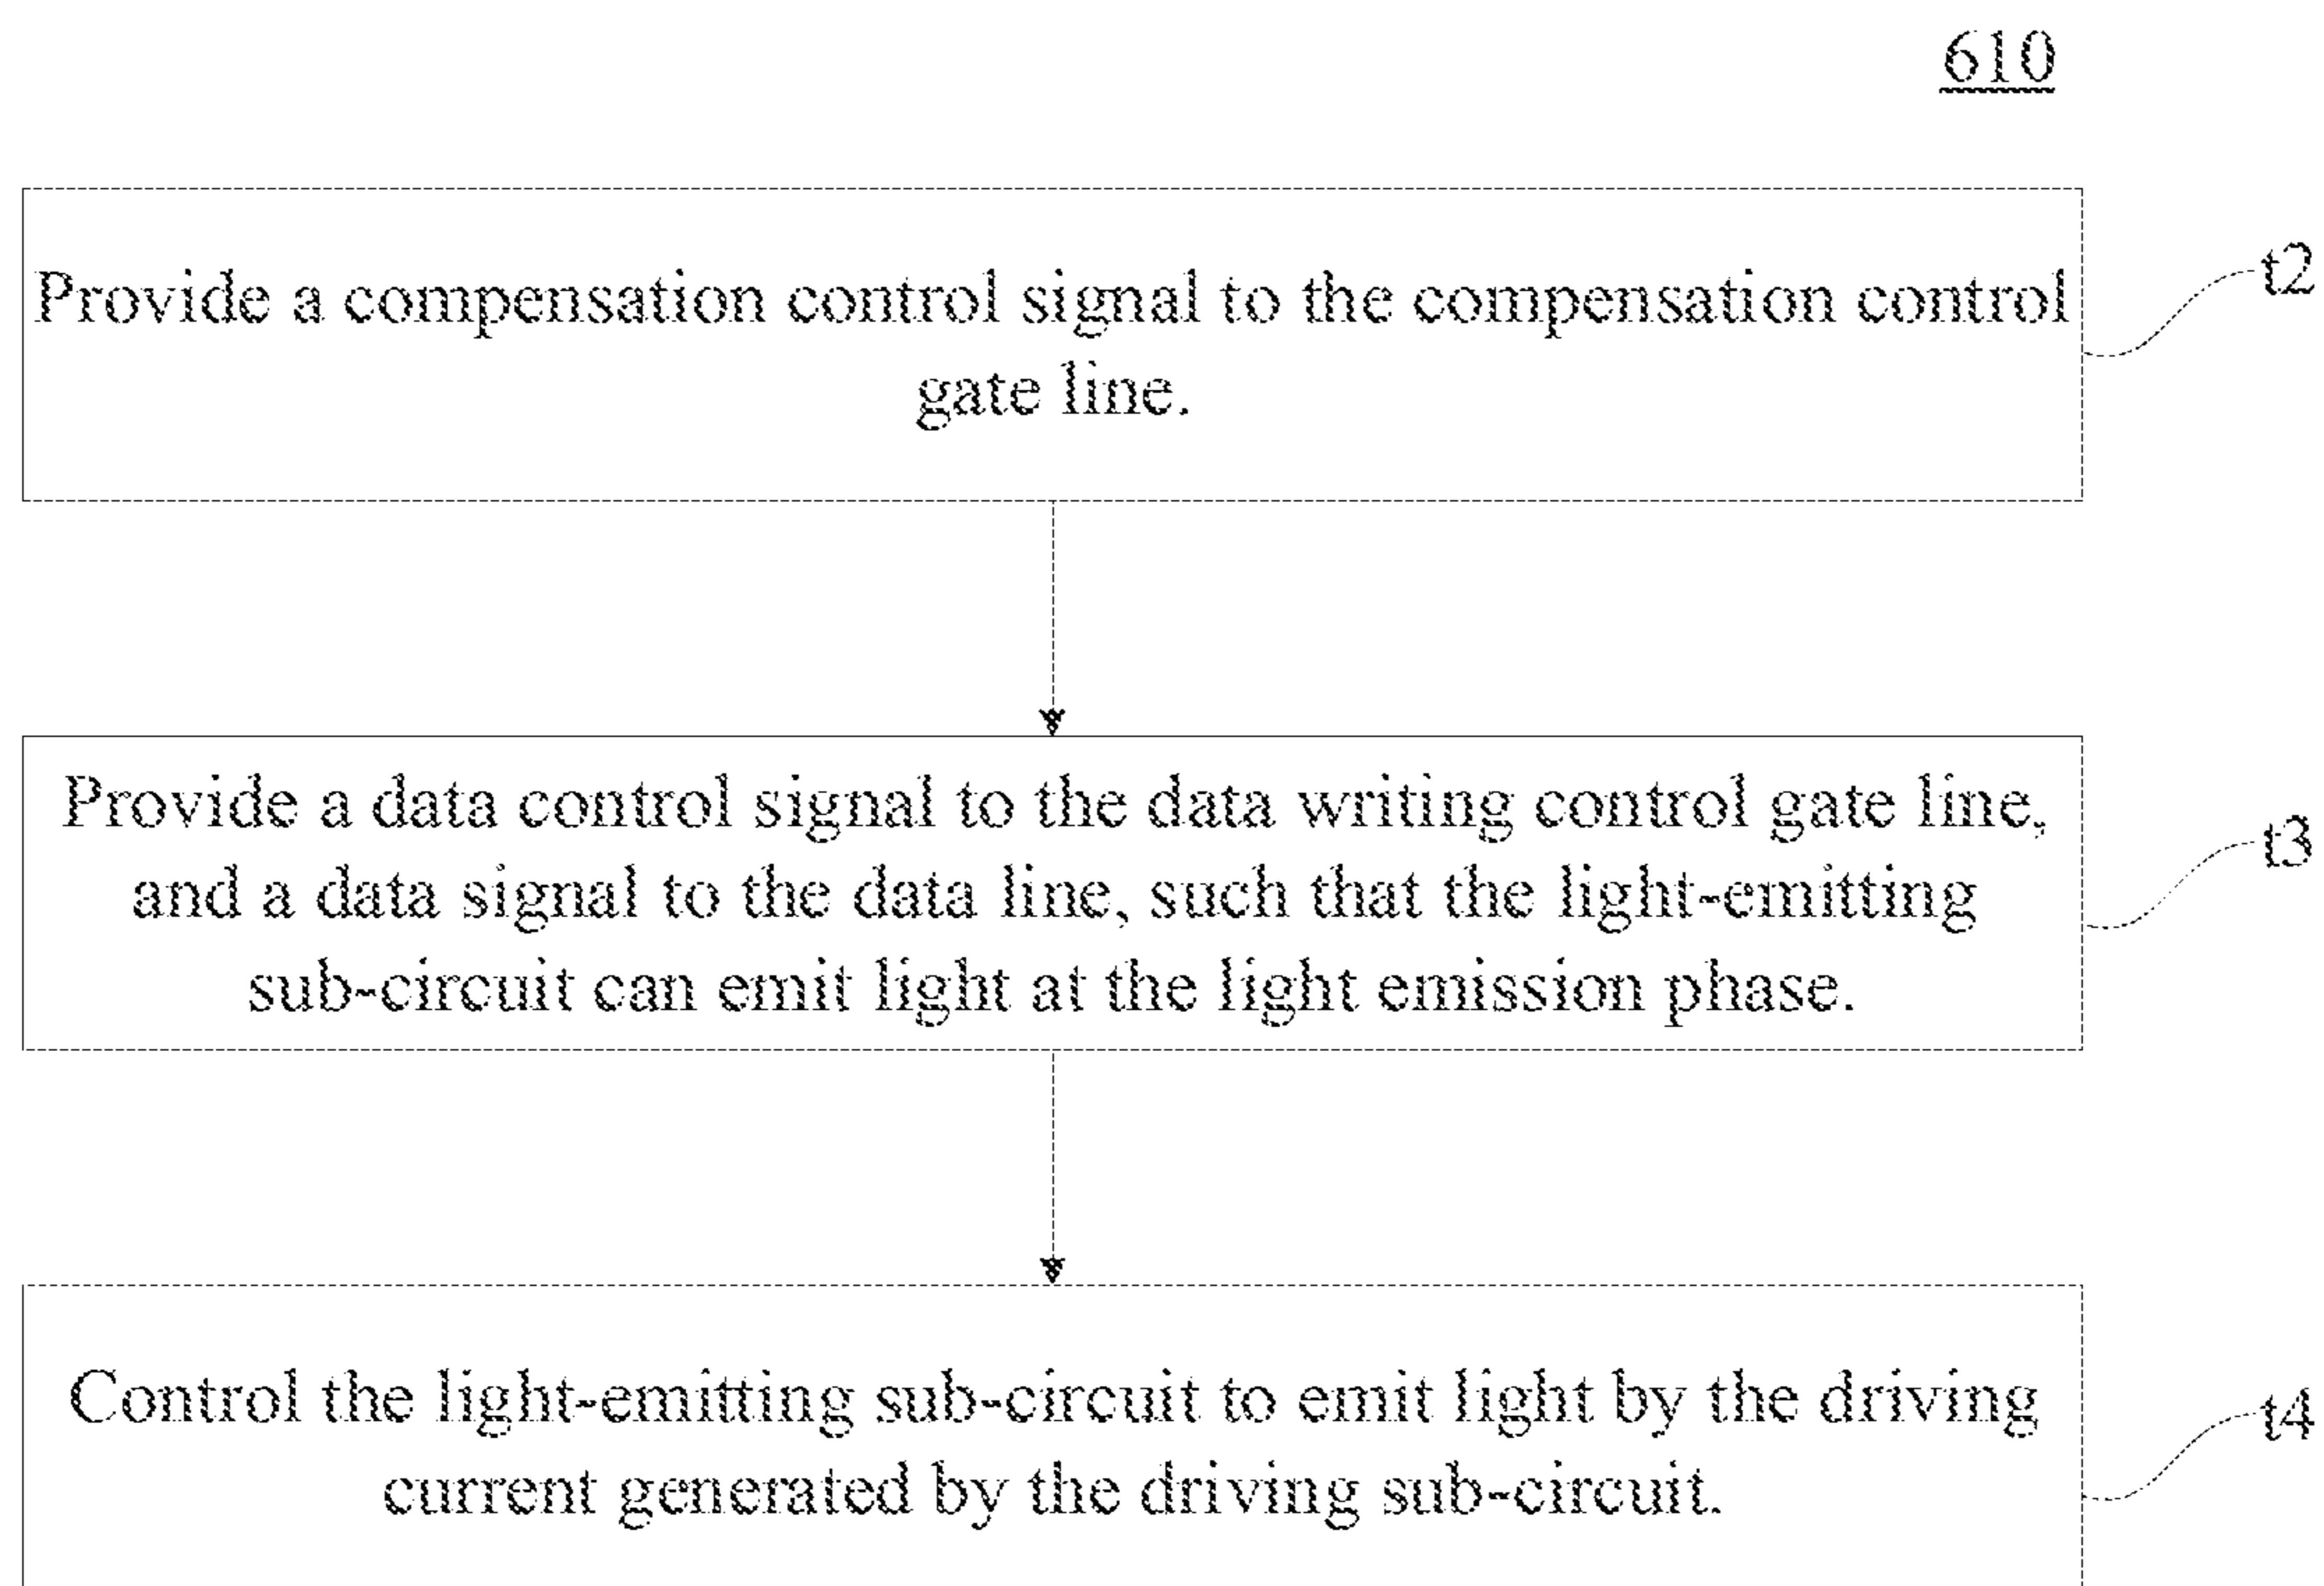 610
Provide a compensation control signal to the compensation control
gate line.
t2
Provide a data control signal to the data writing control gate line,
and a data signal to the data line, such that the light-emitting
sub-circuit can emit light at the light emission phase.
t3
Control the light-emitting sub-circuit to emit light by the driving
current generated by the driving sub-circuit.
t4